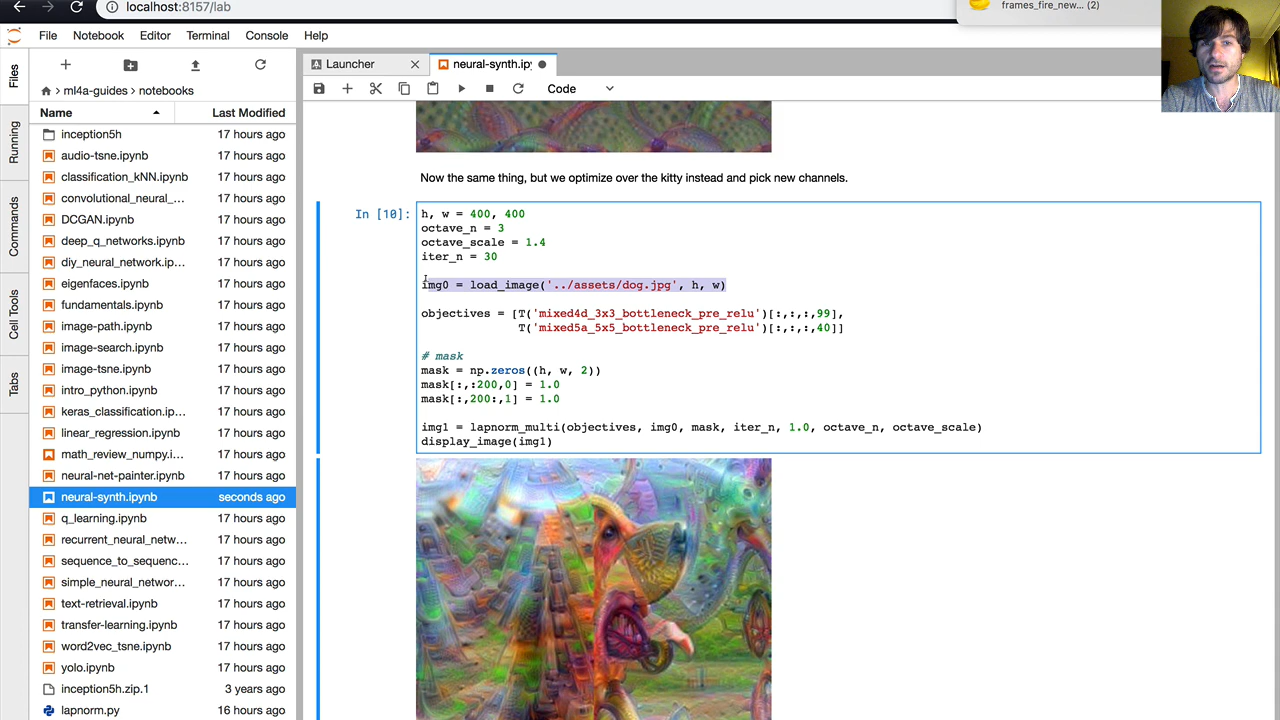 localhost:8157/lab
frames_fire_new... (2)
File Notebook Editor Terminal Console Help
Files
Running
Commands
Cell Tools
Tabs
ml4a-guides > notebooks
Name Last Modified
inception5h 17 hours ago
audio-tsne.ipynb 17 hours ago
classification_kNN.ipynb 17 hours ago
convolutional_neural_... 17 hours ago
DCGAN.ipynb 17 hours ago
deep_q_networks.ipynb 17 hours ago
diy_neural_network.ip... 17 hours ago
eigenfaces.ipynb 17 hours ago
fundamentals.ipynb 17 hours ago
image-path.ipynb 17 hours ago
image-search.ipynb 17 hours ago
image-tsne.ipynb 17 hours ago
intro_python.ipynb 17 hours ago
keras_classification.ip... 17 hours ago
linear_regression.ipynb 17 hours ago
math_review_numpy.i... 17 hours ago
neural-net-painter.ipynb 17 hours ago
neural-synth.ipynb seconds ago
q_learning.ipynb 17 hours ago
recurrent_neural_netw... 17 hours ago
sequence_to_sequenc... 17 hours ago
simple_neural_networ... 17 hours ago
text-retrieval.ipynb 17 hours ago
transfer-learning.ipynb 17 hours ago
word2vec_tsne.ipynb 17 hours ago
yolo.ipynb 17 hours ago
inception5h.zip.1 3 years ago
lapnorm.py 16 hours ago
Launcher
neural-synth.ipy
Code
Now the same thing, but we optimize over the kitty instead and pick new channels.
In [10]:
h, w = 400, 400
octave_n = 3
octave_scale = 1.4
iter_n = 30
img0 = load_image('../assets/dog.jpg', h, w)
objectives = [T('mixed4d_3x3_bottleneck_pre_relu')[:,:,:,99],
T('mixed5a_5x5_bottleneck_pre_relu')[:,:,:,40]]
# mask
mask = np.zeros((h, w, 2))
mask[:,:200,0] = 1.0
mask[:,200:,1] = 1.0
img1 = lapnorm_multi(objectives, img0, mask, iter_n, 1.0, octave_n, octave_scale)
display_image(img1)